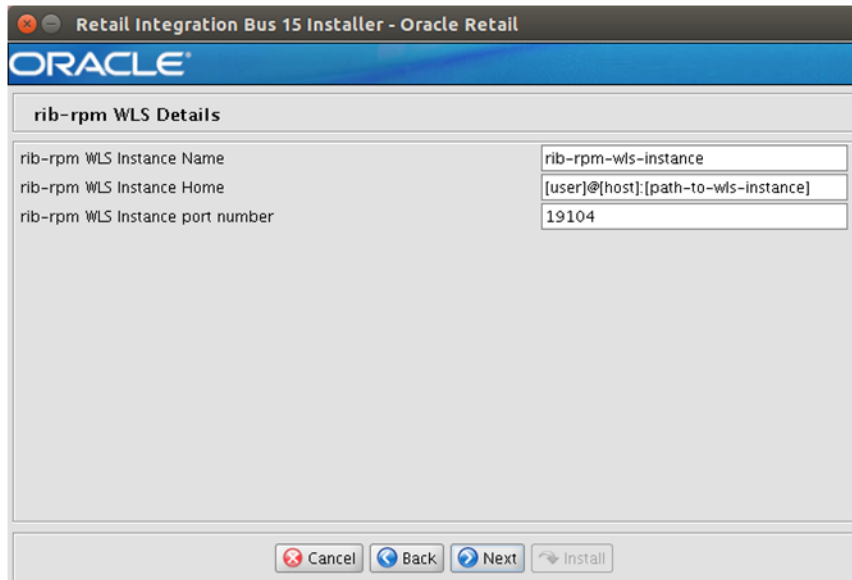 Retail Integration Bus 15 Installer - Oracle Retail
ORACLE®
rib-rpm WLS Details
rib-rpm WLS Instance Name rib-rpm-wls-instance
rib-rpm WLS Instance Home [user]@[host]:[path-to-wls-instance]
rib-rpm WLS Instance port number 19104
Cancel Back Next Install